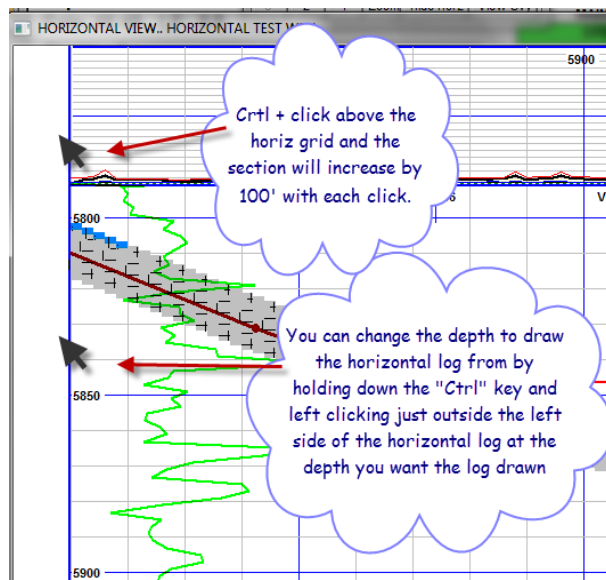 HORIZONTAL VIEW.. HORIZONTAL TEST
5900
Crtl + click above the
horiz grid and the
section will increase by
100' with each click.
5800
You can change the depth to draw
the horizontal log from by
holding down the "Ctrl" key and
left clicking just outside the left
side of the horizontal log at the
depth you want the log drawn
5850
5900